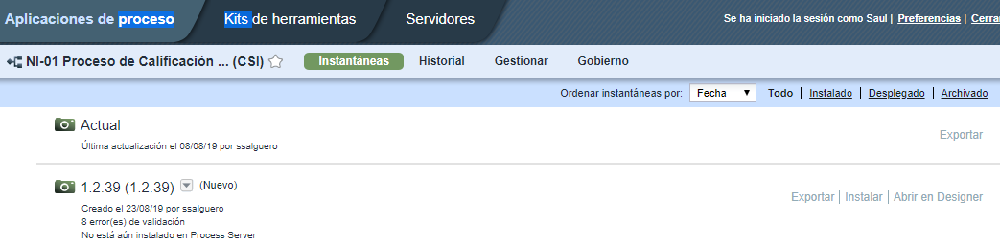 Aplicaciones de proceso Kits de herramientas Servidores Se ha iniciado la sesión como Saul | Preferencias | Cerra
NI-01 Proceso de Calificación ... (CSI) Instantáneas Historial Gestionar Gobierno
Ordenar instantáneas por: Fecha Todo | Instalado | Desplegado | Archivado
Actual
Exportar
Última actualización el 08/08/19 por ssalguero
1.2.39 (1.2.39) (Nuevo)
Exportar | Instalar | Abrir en Designer
Creado el 23/08/19 por ssalguero
8 error(es) de validación
No está aún instalado en Process Server